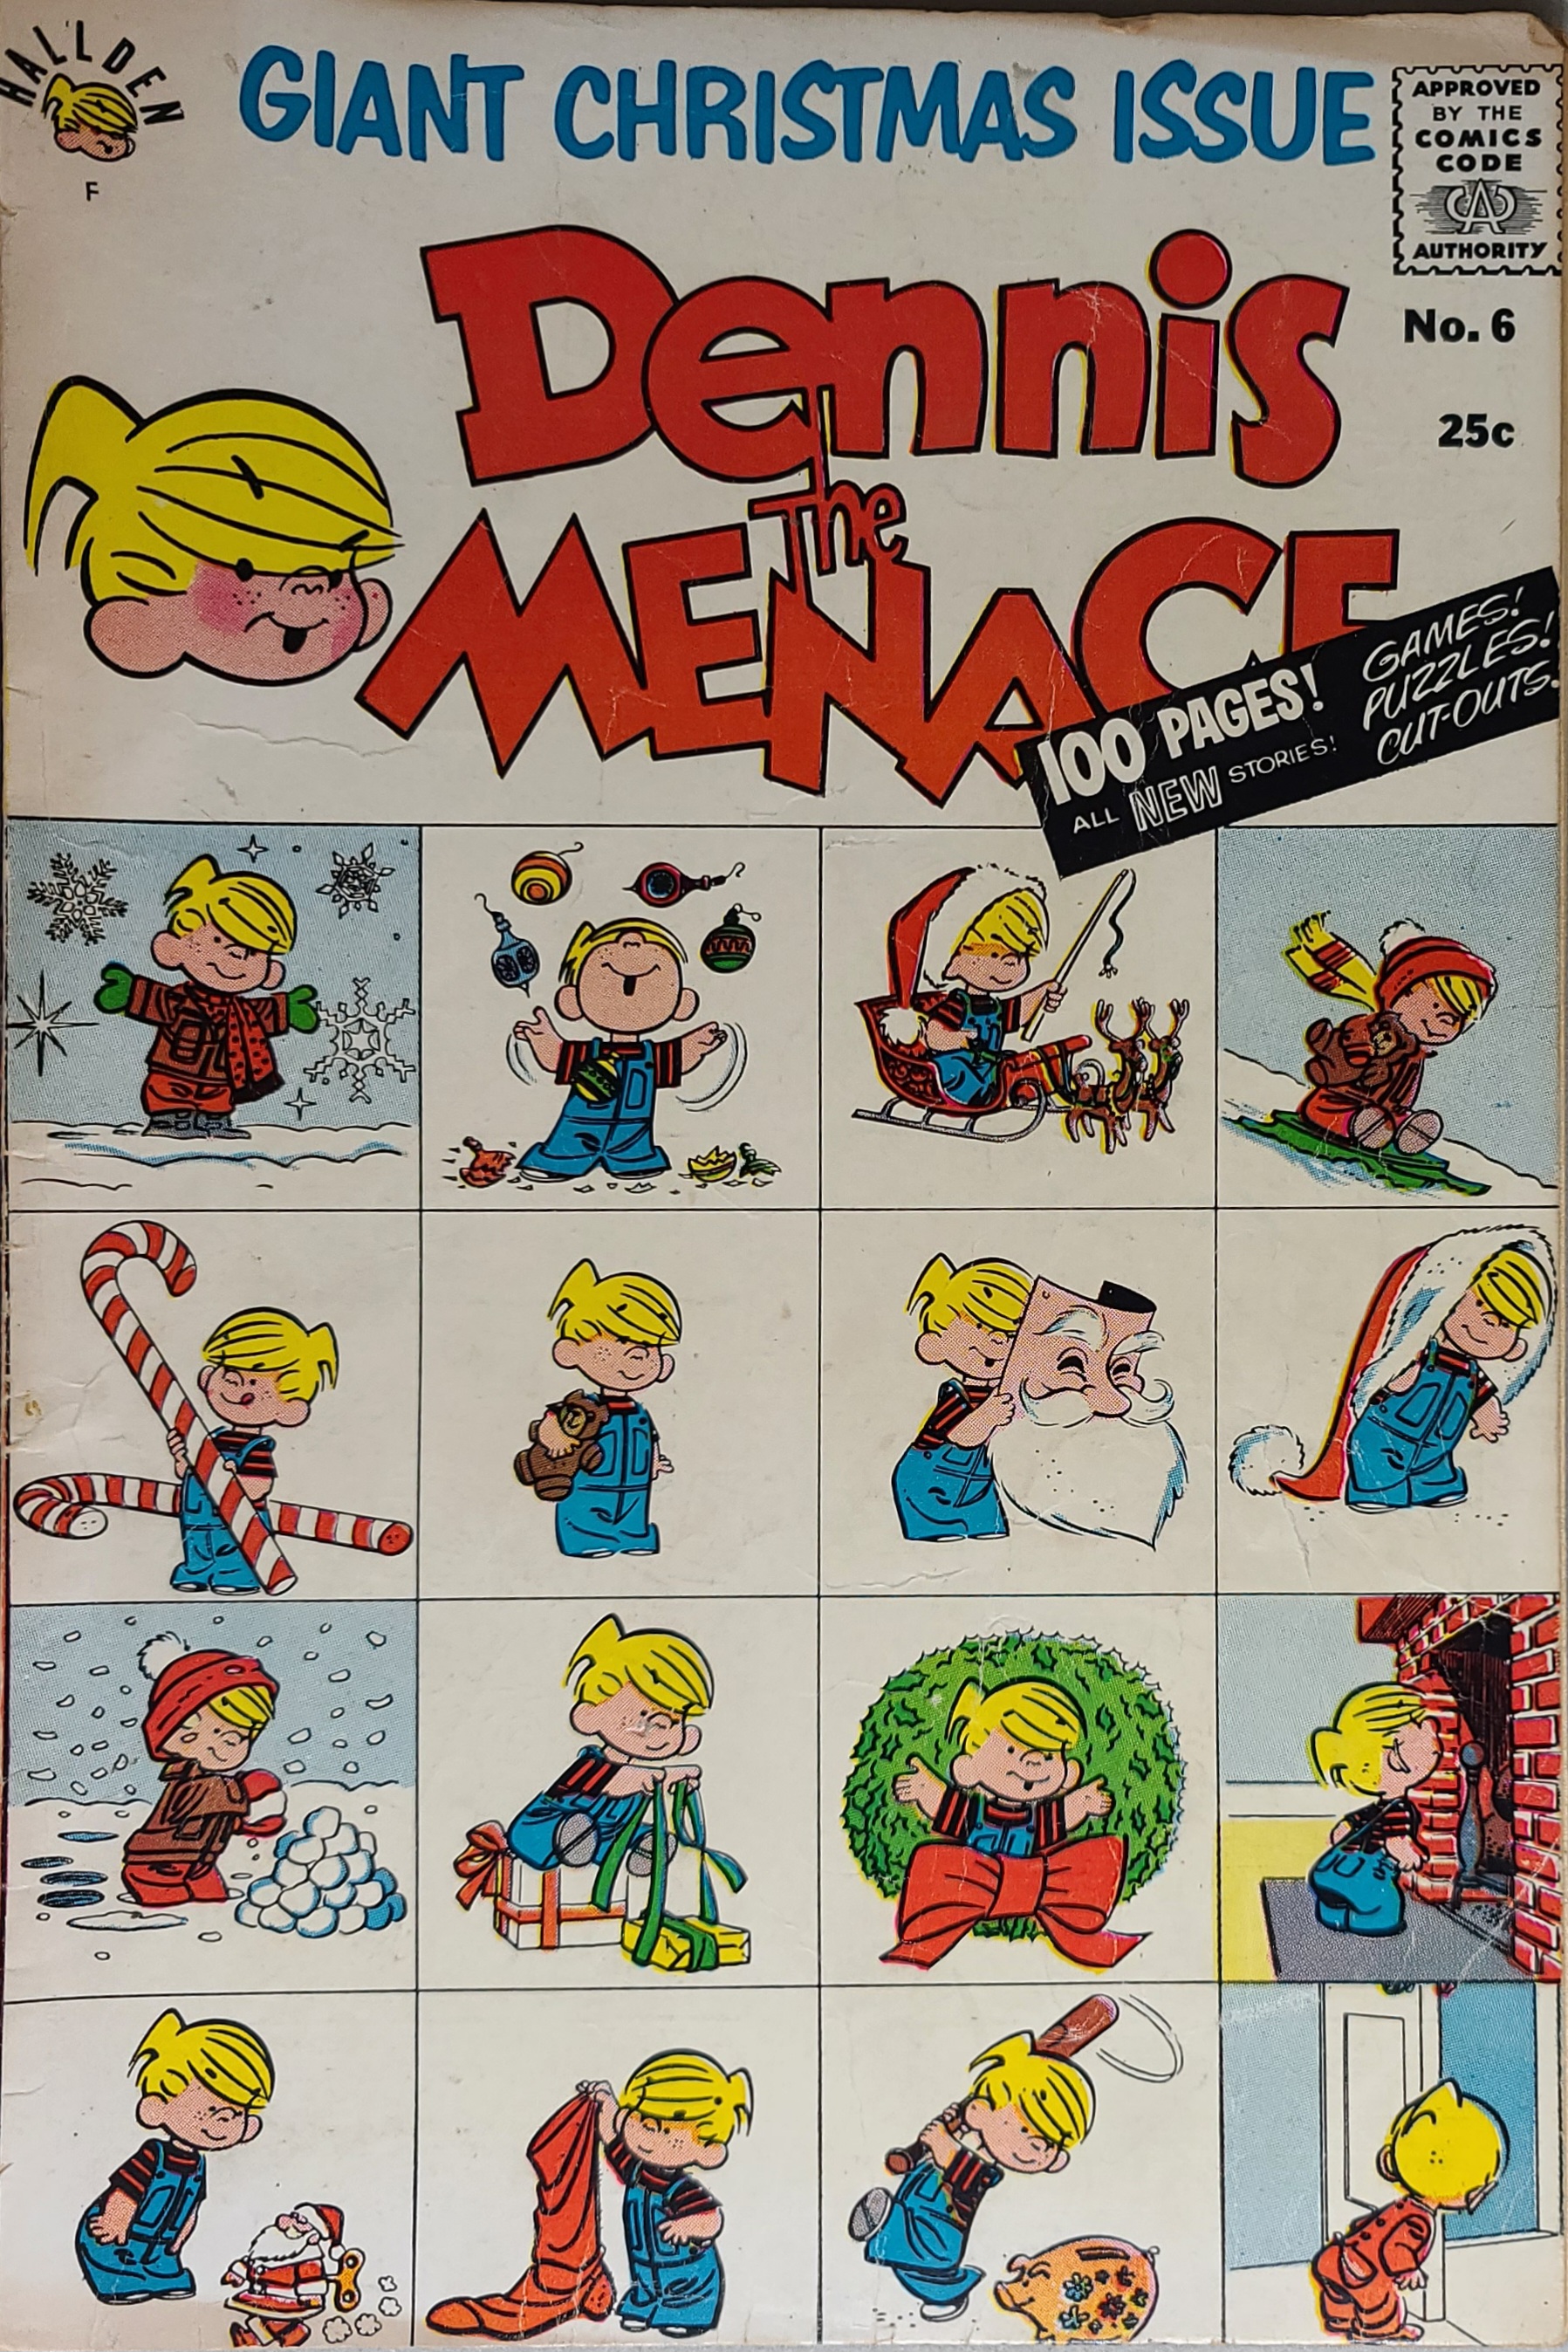 HALLDEN
F
GIANT CHRISTMAS ISSUE
APPROVED
BY THE
COMICS
CODE
CA
AUTHORITY
No. 6
25c
Dennis
The
MENACE
100 PAGES!
ALL NEW STORIES!
GAMES!
PUZZLES!
CUT-OUTS.